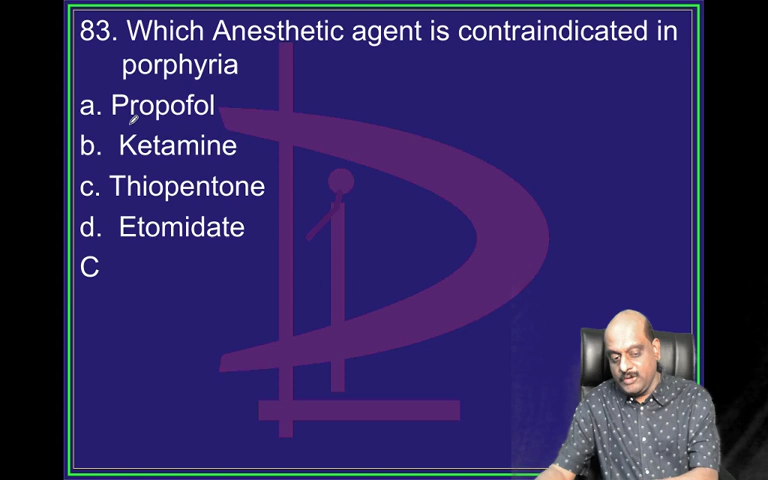 83. Which Anesthetic agent is contraindicated in
porphyria
a. Propofol
b. Ketamine
c. Thiopentone
d. Etomidate
C